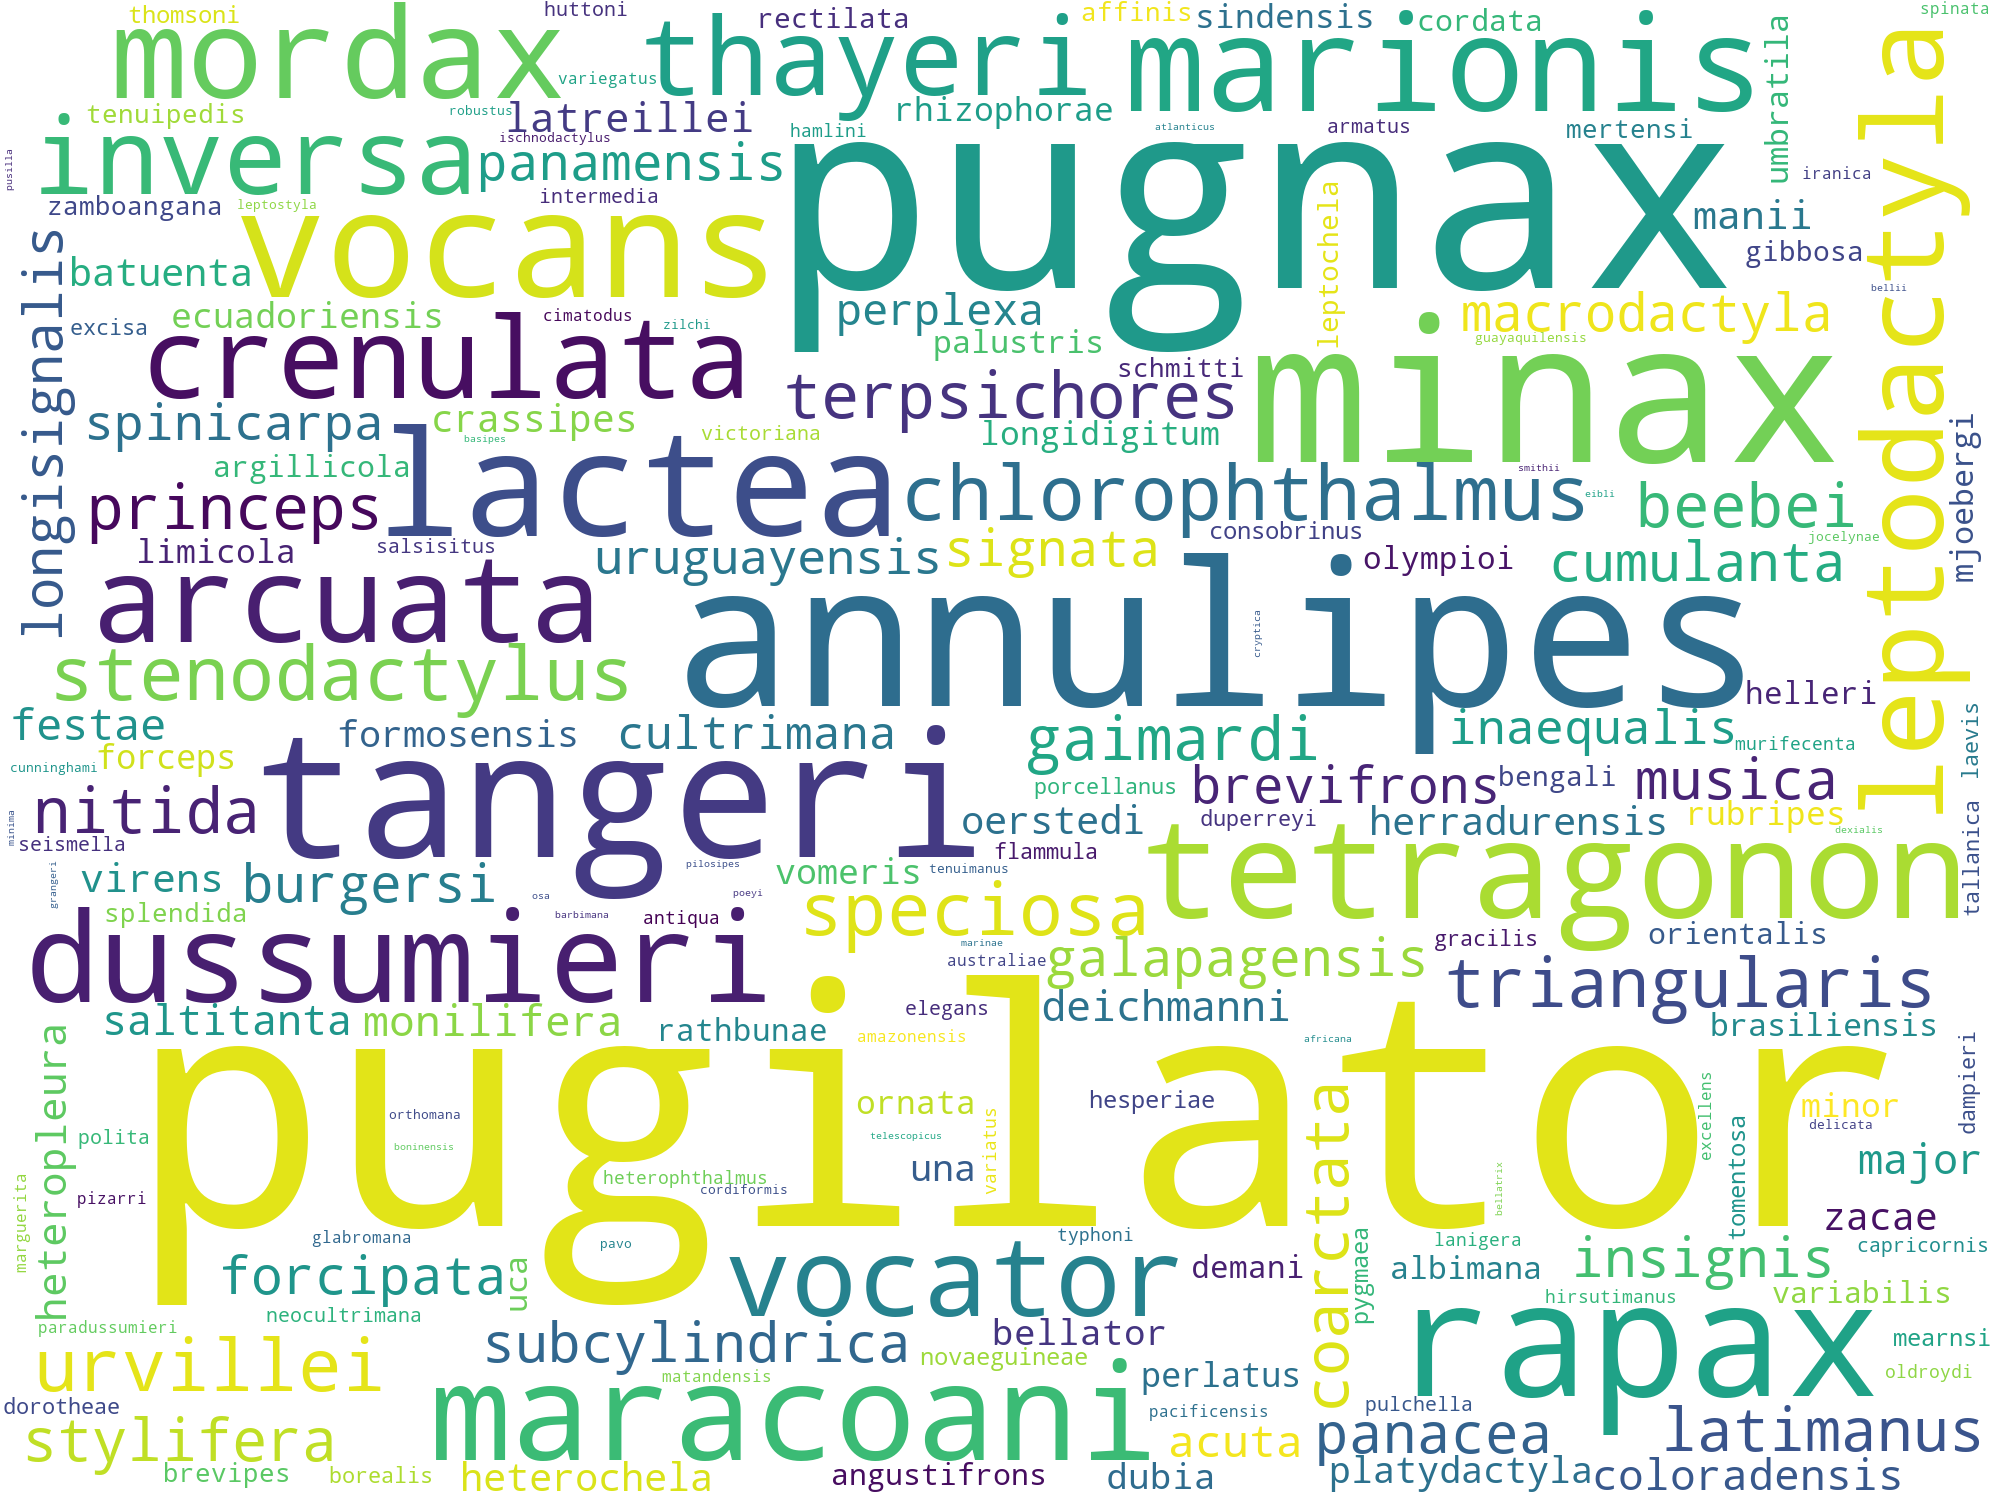 thomsoni
huttoni
rectilata
affinis
sindensis
cordata
spinata
mordax
thayeri
marionis
umbratila
leptodactyla
variegatus
tenuipedis
robustus
latreillei
rhizophorae
inversa
ischnodactylus
hamlini
atlanticus
armatus
mertensi
pusilla
panamensis
pugnax
iranica
zamboangana
leptostyla
intermedia
leptochela
manii
vocans
gibbosa
longisignalis
batuenta
bellii
excisa
ecuadoriensis
cimatodus
zilchi
perplexa
macrodactyla
crenulata
palustris
guayaquilensis
minax
schmitti
terpsichores
spinicarpa
crassipes
basipes
victoriana
longidigitum
mjoebergi
argillicola
lactea
chlorophthalmus
smithii
eibli
princeps
beebei
limicola
salsisitus
uruguayensis
signata
consobrinus
olympioi
cumulanta
jocelynae
arcuata
annulipes
cryptica
stenodactylus
helleri
festae
formosensis
cultrimana
gaimardi
inaequalis
murifecenta
laevis
cunninghami
forceps
tangeri
porcellanus
brevifrons
bengali
musica
nitida
minima
seismella
oerstedi
duperreyi
herradurensis
rubripes
dexialis
tallanica
flammula
tetragonon
grangeri
virens
burgersi
pilosipes
vomeris
tenuimanus
osa
poeyi
splendida
dussumieri
barbimana
antiqua
speciosa
marinae
australiae
galapagensis
gracilis
orientalis
triangularis
saltitanta
monilifera
rathbunae
elegans
deichmanni
brasiliensis
heteropleura
pugilator
amazonensis
africana
dampieri
orthomana
ornata
hesperiae
coarctata
excellens
minor
delicata
polita
boninensis
telescopicus
variatus
tomentosa
una
major
pizarri
heterophthalmus
cordiformis
bellatrix
marguerita
zacae
glabromana
pavo
typhoni
lanigera
capricornis
forcipata
uca
vocator
demani
pygmaea
albimana
insignis
neocultrimana
hirsutimanus
variabilis
paradussumieri
subcylindrica
bellator
rapax
mearnsi
urvillei
matandensis
novaeguineae
perlatus
oldroydi
dorotheae
maracoani
pacificensis
pulchella
stylifera
acuta
panacea
latimanus
brevipes
borealis
heterochela
angustifrons
dubia
platydactyla
coloradensis